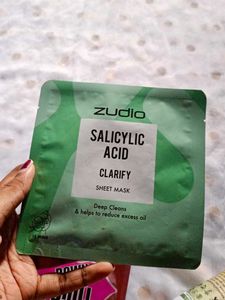 zudio
SALICYLIC
ACID
CLARIFY
SHEET MASK
Deep Cleans
& helps to reduce excess oil